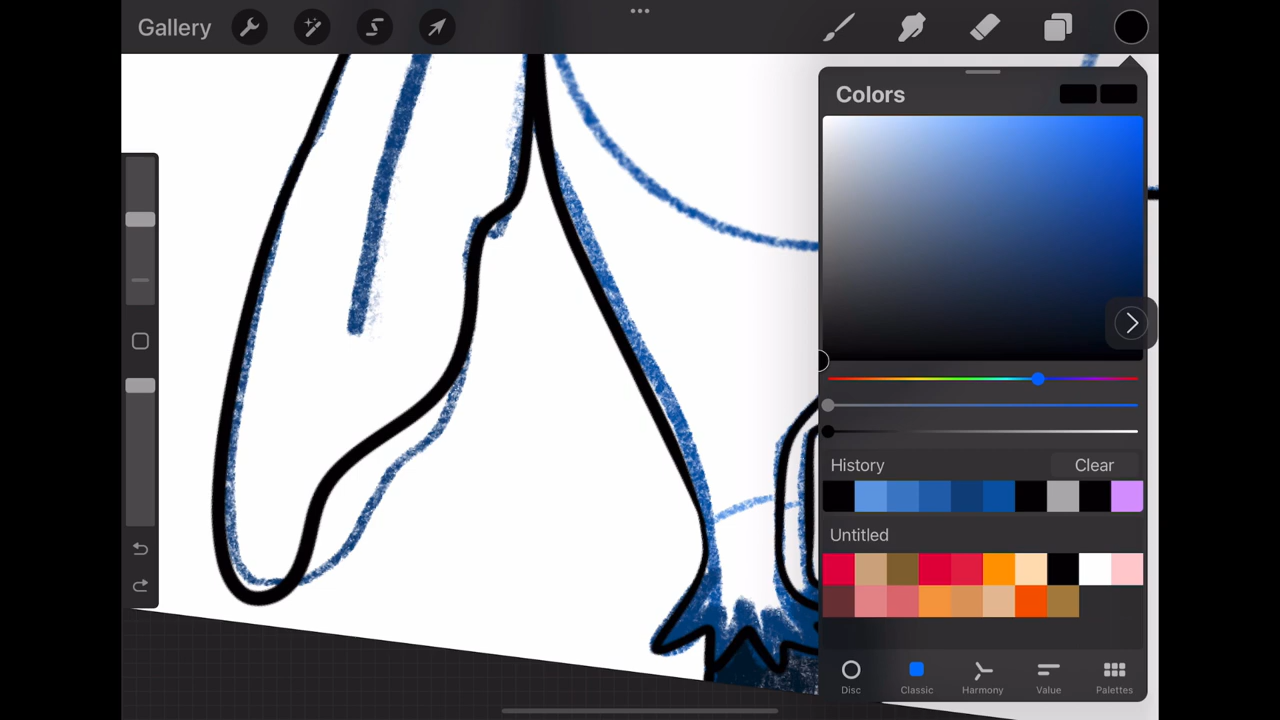 Gallery
Colors
History
Clear
Untitled
Disc
Classic
Harmony
Value
Palettes